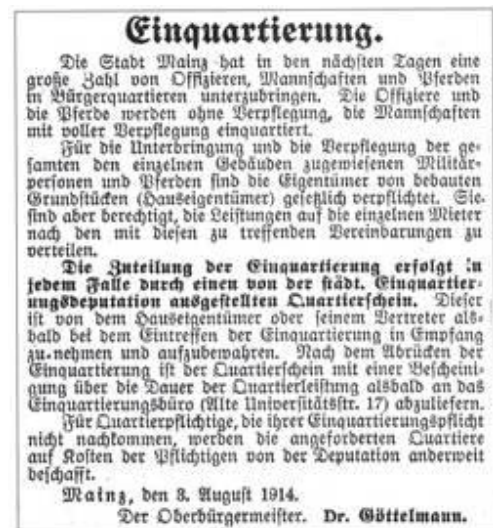 Einquartierung.
Die Stadt Mainz hat in den nächsten Tagen eine
große Zahl von Offizieren, Mannschaften und Pferden
in Bürgerquartieren unterzubringen. Die Offiziere und
die Pferde werden ohne Verpflegung, die Mannschaften
mit voller Verpflegung einquartiert.
Für die Unterbringung und die Verpflegung der ge-
samten den einzelnen Gebäuden zugewiesenen Militär-
personen und Pferden sind die Eigentümer von bebauten
Grundstücken (Hauseigentümer) gesetzlich verpflichtet. Sie
sind aber berechtigt, die Leistungen auf die einzelnen Mieter
nach den mit diesen zu treffenden Vereinbarungen zu
verteilen.
Die Zuteilung der Einquartierung erfolgt in
jedem Falle durch einen von der städt. Einquartier-
ungsdeputation ausgestellten Quartierschein. Dieser
ist von dem Hauseigentümer oder seinem Vertreter als-
bald bei dem Eintreffen der Einquartierung in Empfang
zu nehmen und aufzubewahren. Nach dem Abrücken der
Einquartierung ist der Quartierschein mit einer Bescheini-
gung über die Dauer der Quartierleistung alsbald an das
Einquartierungsbüro (Alte Universitätsstr. 17) abzuliefern.
Für Quartierpflichtige, die ihrer Einquartierungspflicht
nicht nachkommen, werden die angeforderten Quartiere
auf Kosten der Pflichtigen von der Deputation anderweit
beschafft.
Mainz, den 3. August 1914.
Der Oberbürgermeister. Dr. Göttelmann.